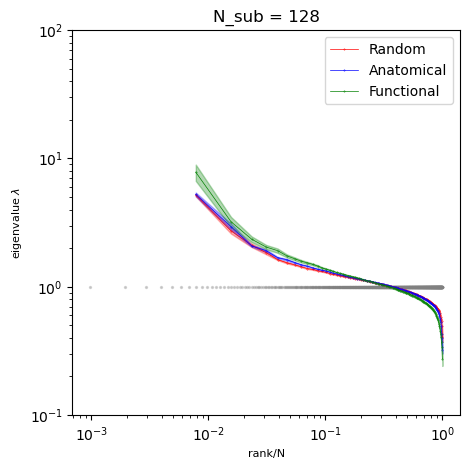 N_sub = 128
10²
10¹
10⁰
10⁻¹
eigenvalue λ
Random
Anatomical
Functional
10⁻³
10⁻²
10⁻¹
10⁰
rank/N